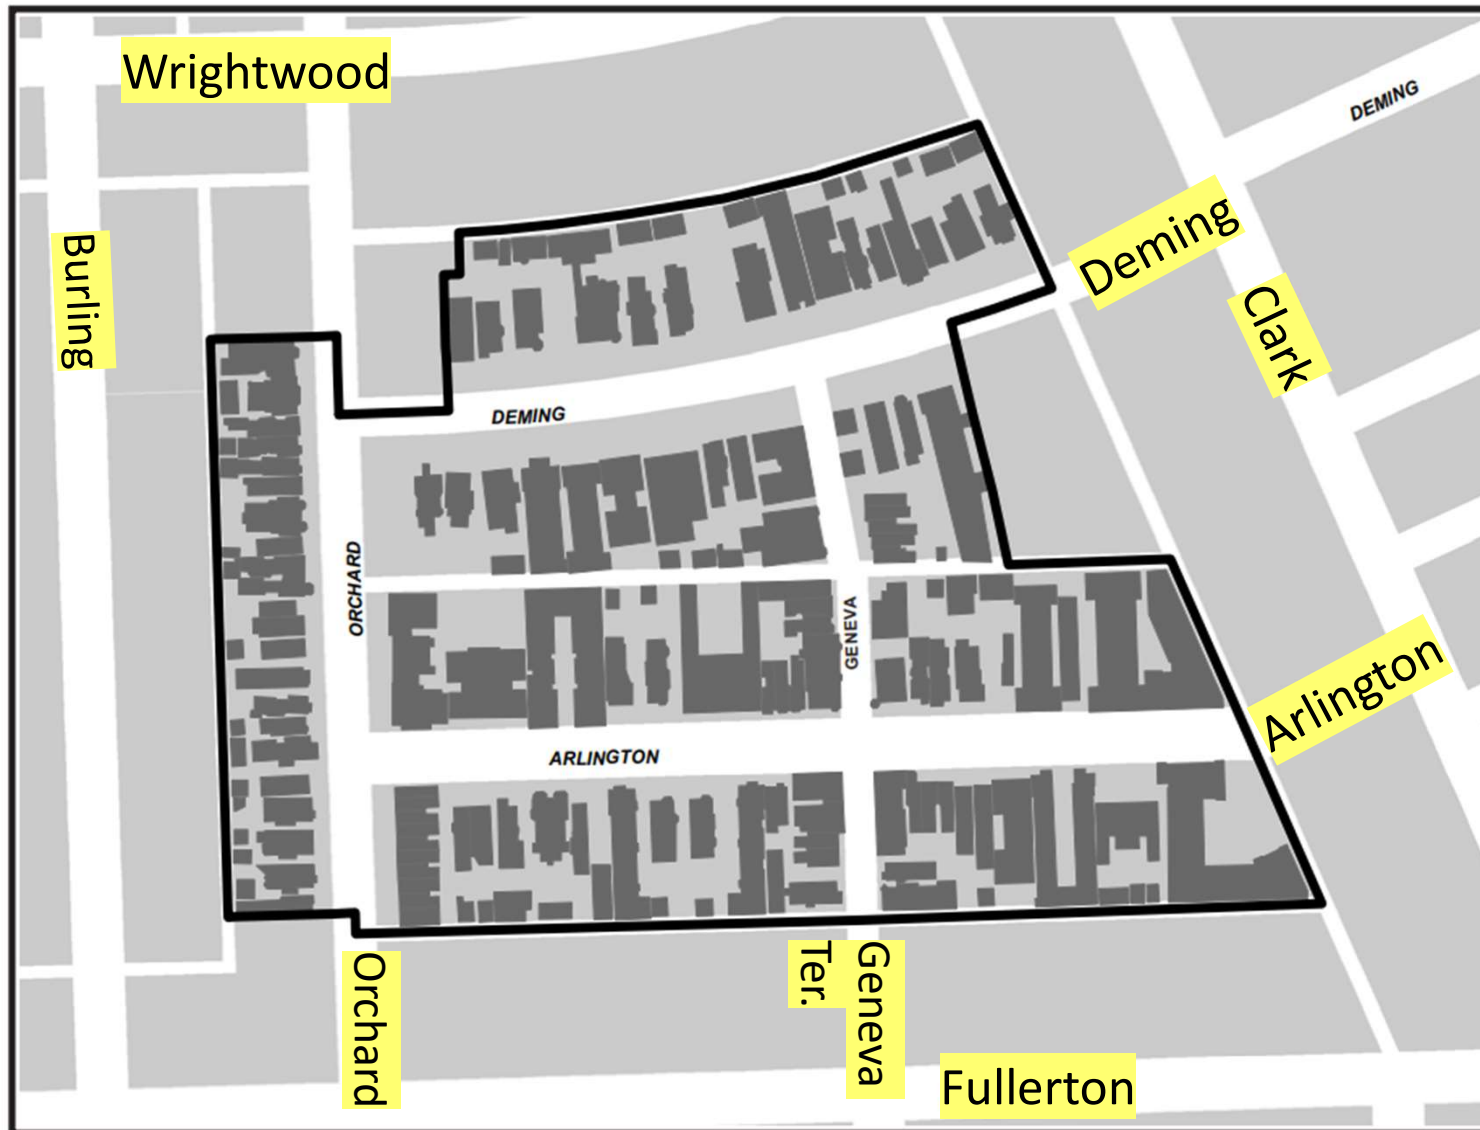 Wrightwood
DEMING
Burling
Deming
Clark
DEMING
ORCHARD
GENEVA
Arlington
ARLINGTON
Orchard
Geneva
Ter.
Fullerton